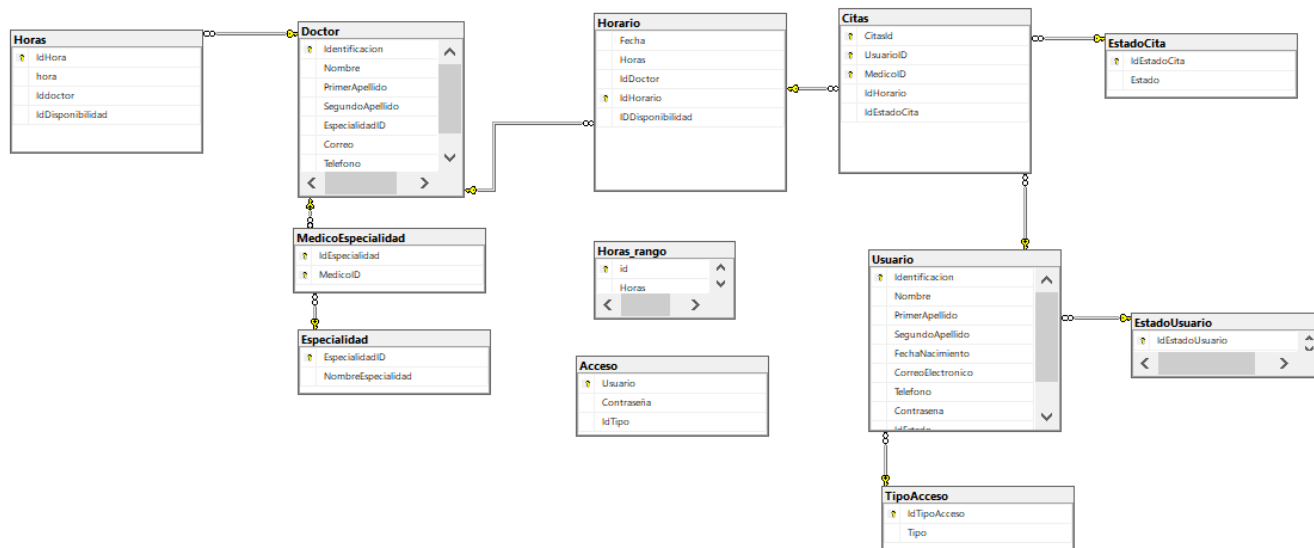 Horas
IdHora
hora
Iddoctor
IdDisponibilidad
Doctor
Identificacion
Nombre
PrimerApellido
SegundoApellido
EspecialidadID
Correo
Telefono
Horario
Fecha
Horas
IdDoctor
IdHorario
IDDisponibilidad
Citas
CitasId
UsuarioID
MedicoID
IdHorario
IdEstadoCita
EstadoCita
IdEstadoCita
Estado
MedicoEspecialidad
IdEspecialidad
MedicoID
Especialidad
EspecialidadID
NombreEspecialidad
Horas_rango
id
Horas
Acceso
Usuario
Contraseña
IdTipo
Usuario
Identificacion
Nombre
PrimerApellido
SegundoApellido
FechaNacimiento
CorreoElectronico
Telefono
Contrasena
IdEstado
EstadoUsuario
IdEstadoUsuario
TipoAcceso
IdTipoAcceso
Tipo